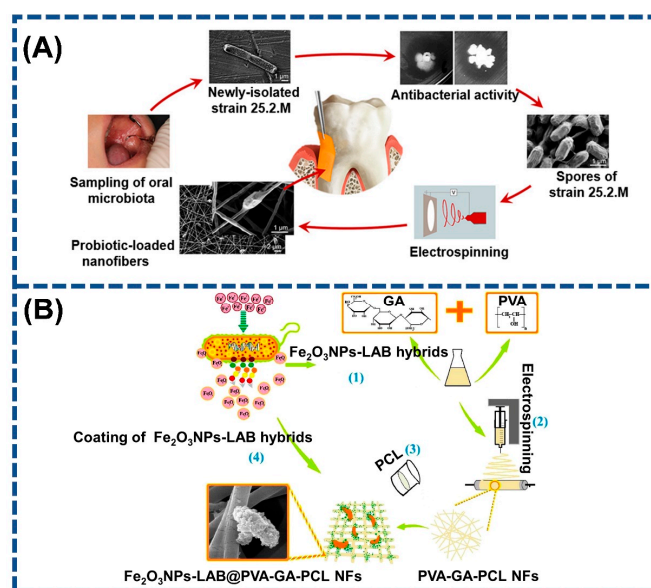 (A)
1 μm
Newly-isolated
strain 25.2.M
Antibacterial activity
Sampling of oral
microbiota
1 μm
Spores of
strain 25.2.M
1 μm
2 μm
Probiotic-loaded
nanofibers
V
Electrospinning
(B)
GA
+
PVA
Fe₂O₃NPs-LAB hybrids
(1)
Electrospinning
(2)
Coating of Fe₂O₃NPs-LAB hybrids
(4)
PCL
(3)
Fe₂O₃NPs-LAB@PVA-GA-PCL NFs
PVA-GA-PCL NFs